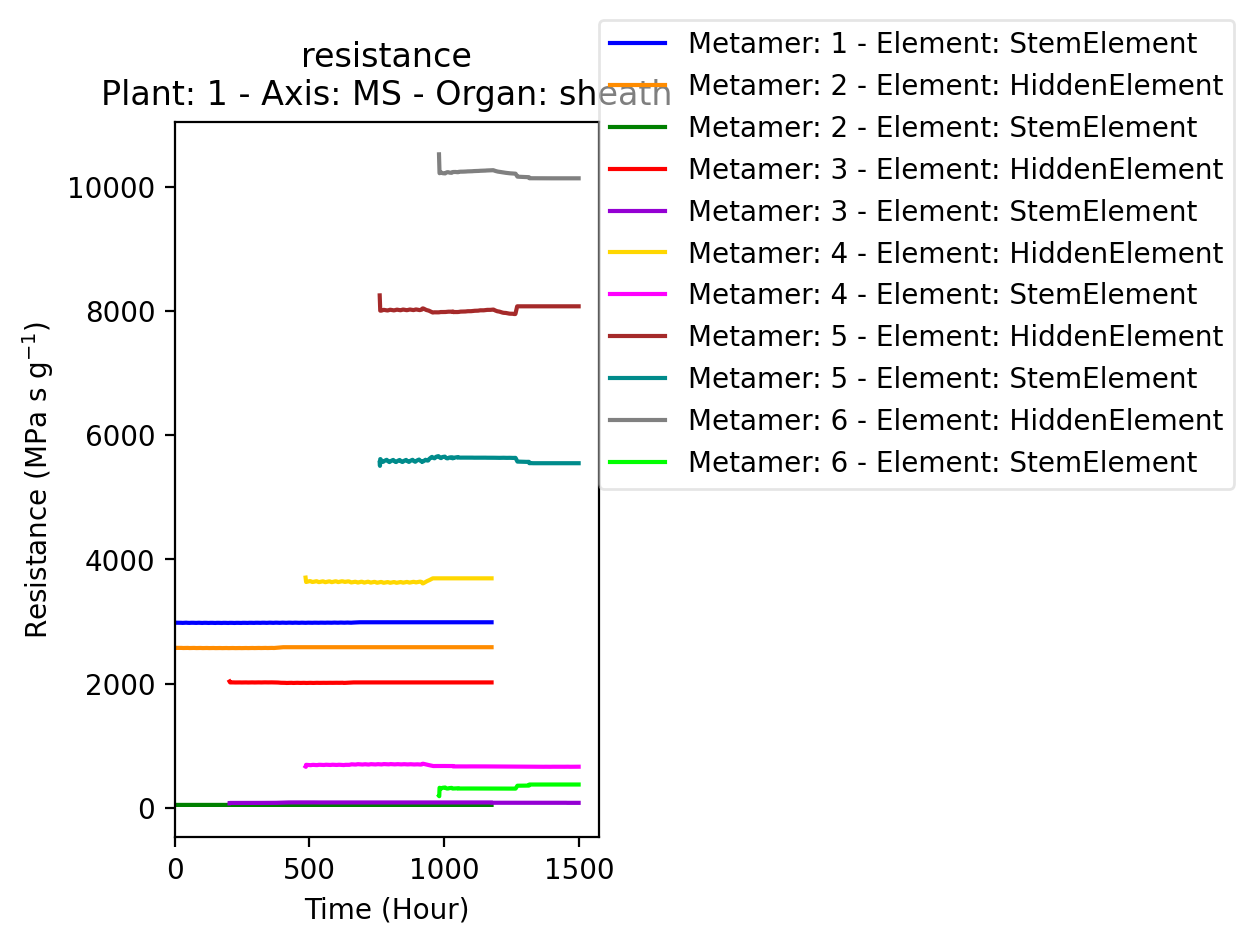 resistance
Plant: 1 - Axis: MS - Organ: sheath
Metamer: 1 - Element: StemElement
Metamer: 2 - Element: HiddenElement
Metamer: 2 - Element: StemElement
Metamer: 3 - Element: HiddenElement
Metamer: 3 - Element: StemElement
Metamer: 4 - Element: HiddenElement
Metamer: 4 - Element: StemElement
Metamer: 5 - Element: HiddenElement
Metamer: 5 - Element: StemElement
Metamer: 6 - Element: HiddenElement
Metamer: 6 - Element: StemElement
Resistance (MPa s g⁻¹)
10000
8000
6000
4000
2000
0
0 500 1000 1500
Time (Hour)